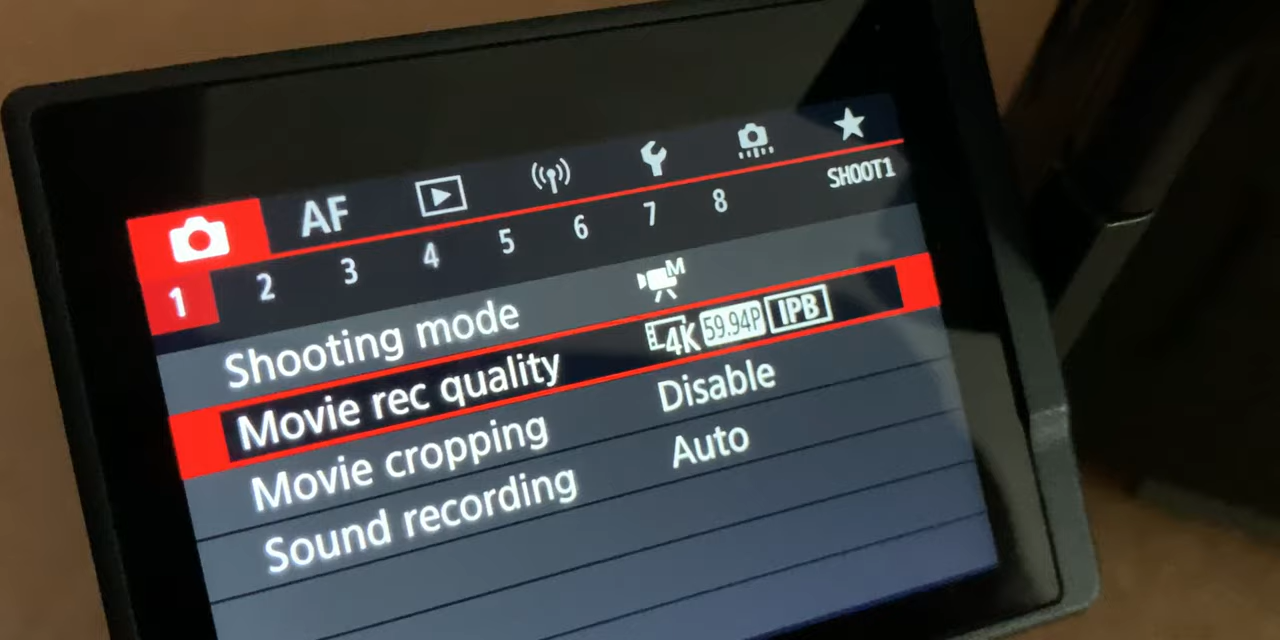 AF
1 2 3 4 5 6 7 8 SHOOT1
Shooting mode M
Movie rec quality 4K 59.94P IPB
Movie cropping Disable
Sound recording Auto